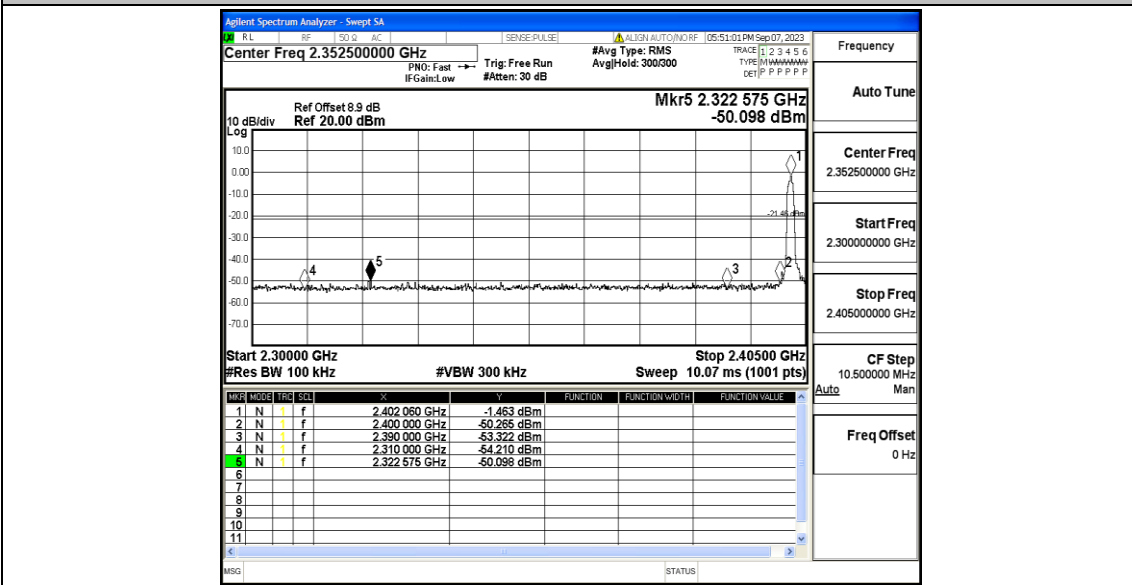 Agilent Spectrum Analyzer - Swept SA
RL RF 50 Ω AC SENSE:PULSE ALIGN AUTO/NO RF 05:51:01 PM Sep 07, 2023
Center Freq 2.352500000 GHz
PNO: Fast
IFGain:Low
Trig: Free Run
#Atten: 30 dB
#Avg Type: RMS
Avg|Hold: 300/300
TRACE 1 2 3 4 5 6
TYPE M W W W W W
DET P P P P P P
Mkr5 2.322 575 GHz
-50.098 dBm
Ref Offset 8.9 dB
10 dB/div Ref 20.00 dBm
Log
10.0
0.00
-10.0
-20.0
-30.0
-40.0
-50.0
-60.0
-70.0
1
-21.46 dBm
4
5
3
2
Start 2.30000 GHz Stop 2.40500 GHz
#Res BW 100 kHz #VBW 300 kHz Sweep 10.07 ms (1001 pts)
MKR MODE TRC SCL X Y FUNCTION FUNCTION WIDTH FUNCTION VALUE
1 N 1 f 2.402 060 GHz -1.463 dBm
2 N 1 f 2.400 000 GHz -50.265 dBm
3 N 1 f 2.390 000 GHz -53.322 dBm
4 N 1 f 2.310 000 GHz -54.210 dBm
5 N 1 f 2.322 575 GHz -50.098 dBm
6
7
8
9
10
11
MSG STATUS
Frequency
Auto Tune
Center Freq
2.352500000 GHz
Start Freq
2.300000000 GHz
Stop Freq
2.405000000 GHz
CF Step
10.500000 MHz
Auto Man
Freq Offset
0 Hz